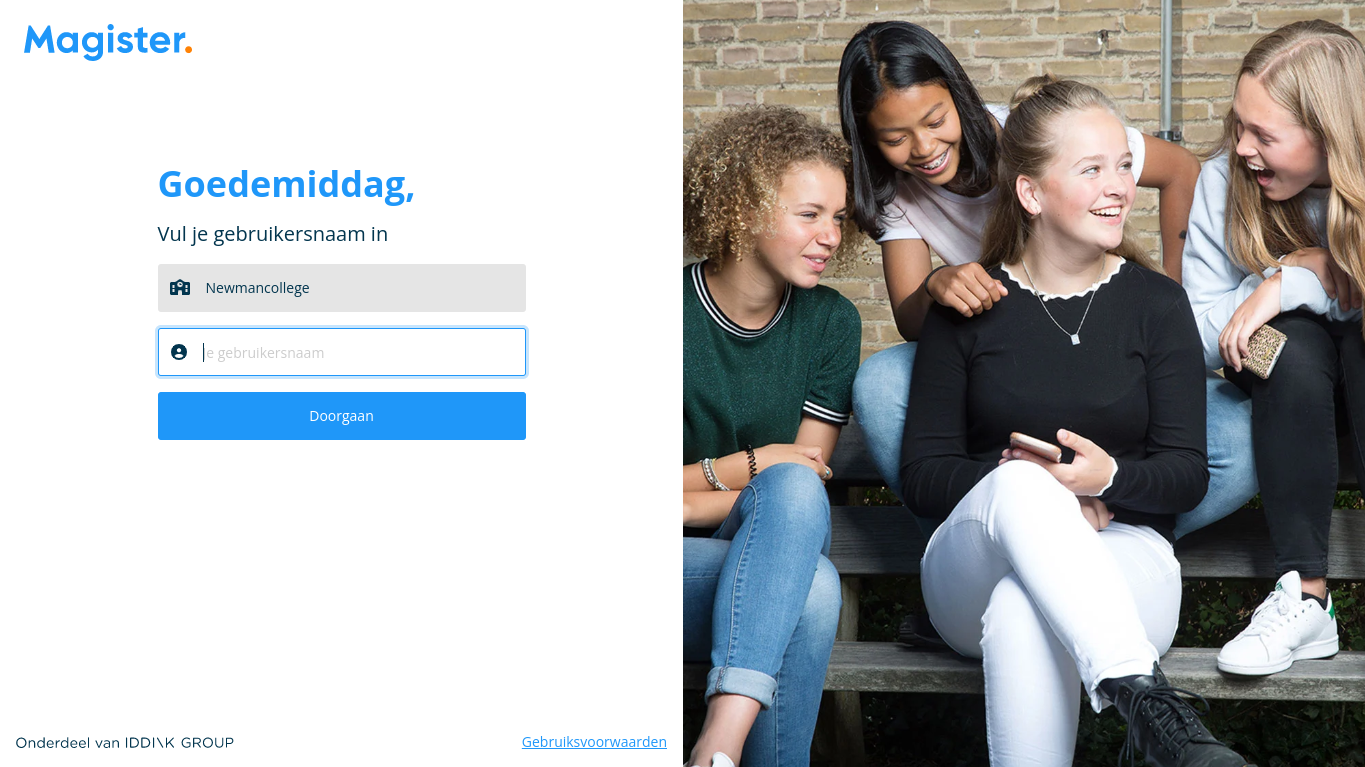 Magister.
Goedemiddag,
Vul je gebruikersnaam in
Newmancollege
Je gebruikersnaam
Doorgaan
Onderdeel van IDDINK GROUP
Gebruiksvoorwaarden